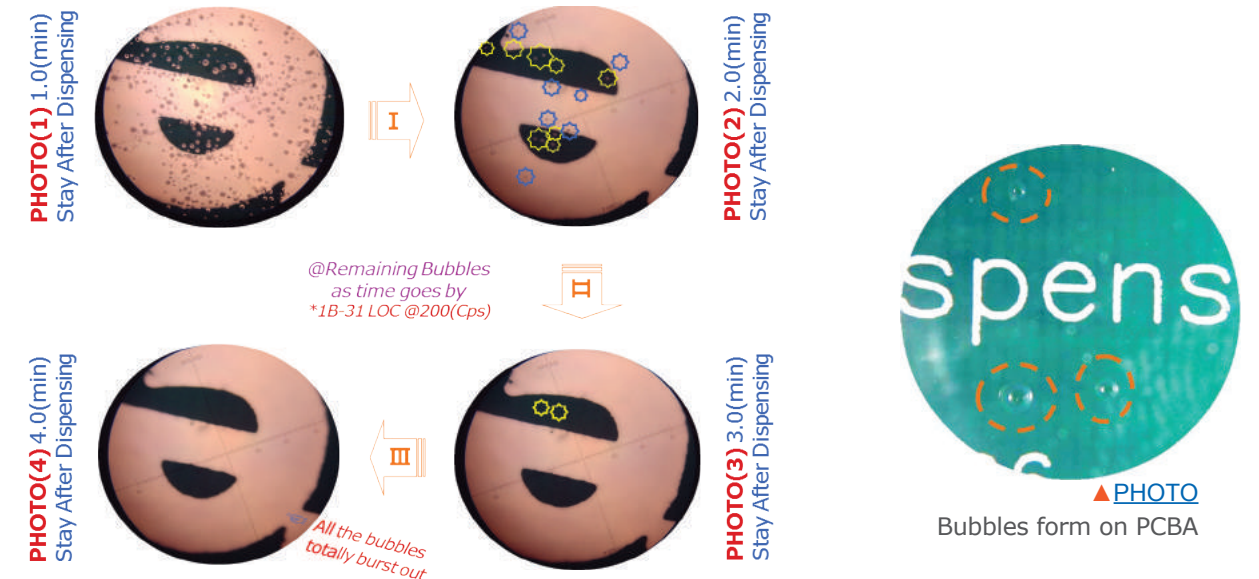 PHOTO(1) 1.0(min)
Stay After Dispensing
I
PHOTO(2) 2.0(min)
Stay After Dispensing
@Remaining Bubbles
as time goes by
*1B-31 LOC @200(Cps)
II
PHOTO(4) 4.0(min)
Stay After Dispensing
III
PHOTO(3) 3.0(min)
Stay After Dispensing
All the bubbles
totally burst out
spens
▲PHOTO
Bubbles form on PCBA